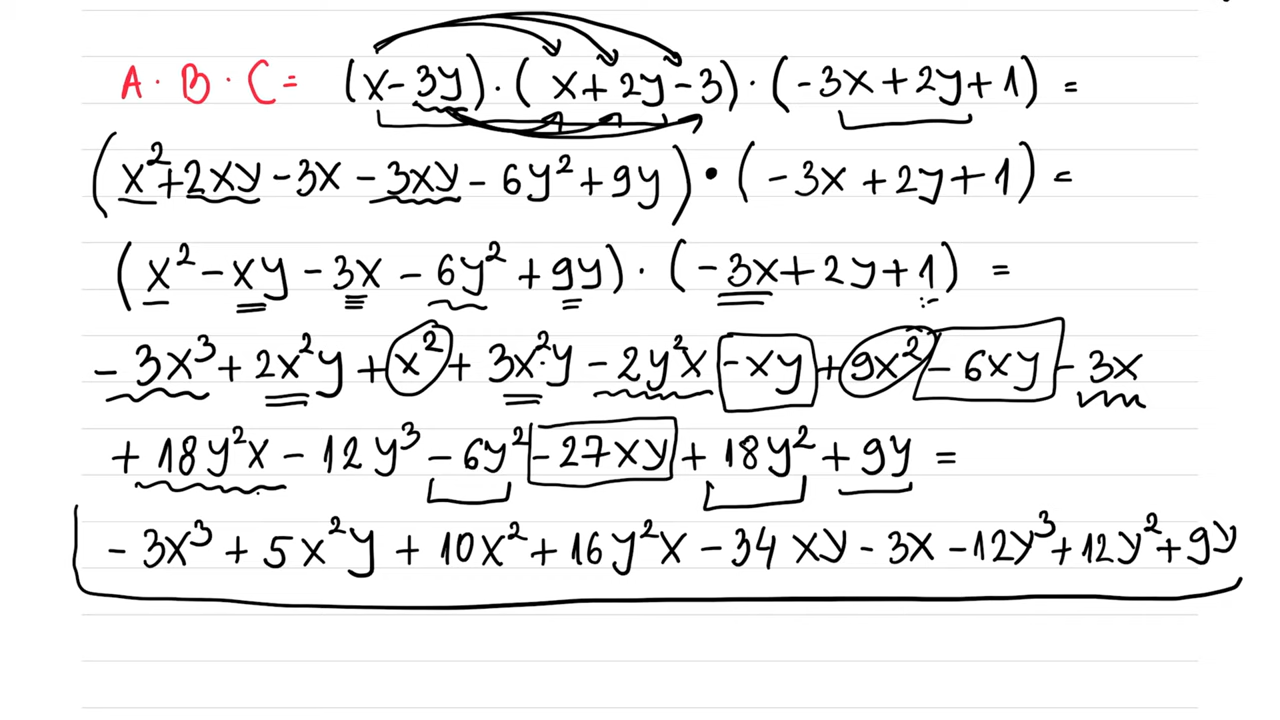 A · B · C = (x - 3y) · (x + 2y - 3) · (-3x + 2y + 1) =
(x² + 2xy - 3x - 3xy - 6y² + 9y) · (-3x + 2y + 1) =
(x² - xy - 3x - 6y² + 9y) · (-3x + 2y + 1) =
- 3x³ + 2x²y + x² + 3x²y - 2y²x - xy + 9x² - 6xy - 3x
+ 18y²x - 12y³ - 6y² - 27xy + 18y² + 9y =
- 3x³ + 5x²y + 10x² + 16y²x - 34xy - 3x - 12y³ + 12y² + 9y